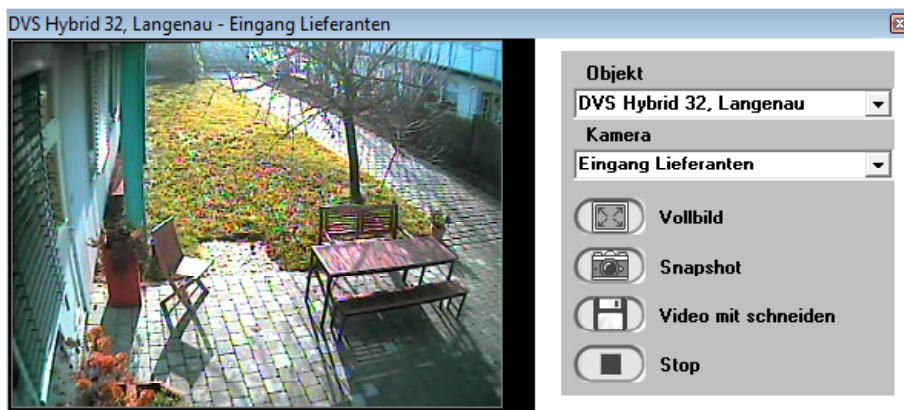 DVS Hybrid 32, Langenau - Eingang Lieferanten
Objekt
DVS Hybrid 32, Langenau
Kamera
Eingang Lieferanten
Vollbild
Snapshot
Video mit schneiden
Stop